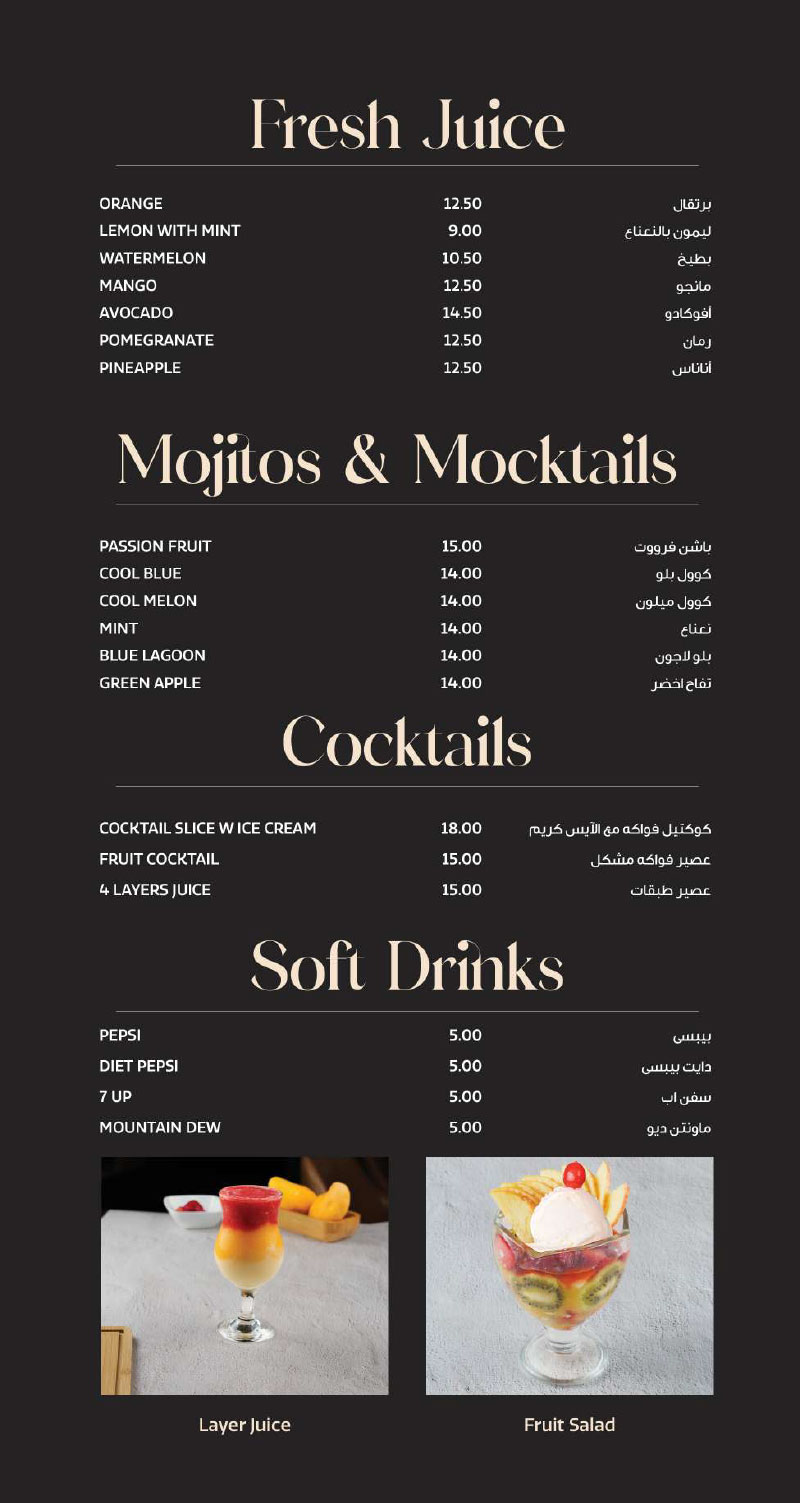 Fresh Juice
ORANGE 12.50 برتقال
LEMON WITH MINT 9.00 ليمون بالنعناع
WATERMELON 10.50 بطيخ
MANGO 12.50 مانجو
AVOCADO 14.50 أفوكادو
POMEGRANATE 12.50 رمان
PINEAPPLE 12.50 أناناس
Mojitos & Mocktails
PASSION FRUIT 15.00 باشن فرووت
COOL BLUE 14.00 كوول بلو
COOL MELON 14.00 كوول ميلون
MINT 14.00 نعناع
BLUE LAGOON 14.00 بلو لاجون
GREEN APPLE 14.00 تفاح اخضر
Cocktails
COCKTAIL SLICE W ICE CREAM 18.00 كوكتيل فواكه مع الآيس كريم
FRUIT COCKTAIL 15.00 عصير فواكه مشكل
4 LAYERS JUICE 15.00 عصير طبقات
Soft Drinks
PEPSI 5.00 بيبسى
DIET PEPSI 5.00 دايت بيبسى
7 UP 5.00 سفن اب
MOUNTAIN DEW 5.00 ماونتن ديو
Layer Juice
Fruit Salad